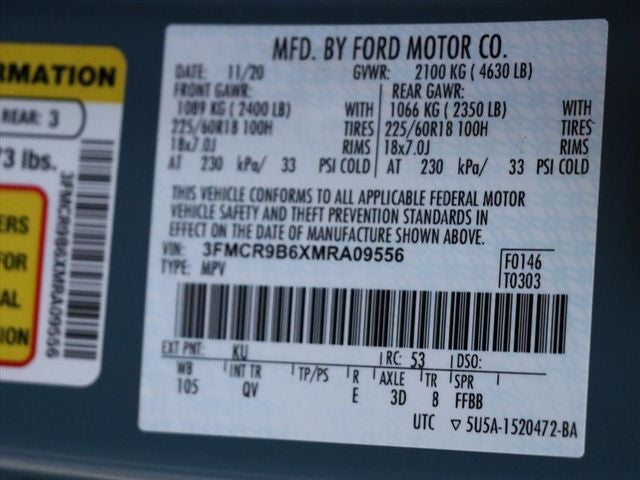 MFD. BY FORD MOTOR CO.
DATE: 11/20 GVWR: 2100 KG ( 4630 LB)
FRONT GAWR: REAR GAWR:
1089 KG ( 2400 LB) WITH 1066 KG ( 2350 LB) WITH
225/60R18 100H TIRES 225/60R18 100H TIRES
18x7.0J RIMS 18x7.0J RIMS
AT 230 kPa/ 33 PSI COLD AT 230 kPa/ 33 PSI COLD
THIS VEHICLE CONFORMS TO ALL APPLICABLE FEDERAL MOTOR
VEHICLE SAFETY AND THEFT PREVENTION STANDARDS IN
EFFECT ON THE DATE OF MANUFACTURE SHOWN ABOVE.
VIN: 3FMCR9B6XMRA09556
TYPE: MPV
F0146
T0303
EXT PNT: KU RC: 53 DSO:
WB INT TR TP/PS R AXLE TR SPR
105 QV E 3D 8 FFBB
UTC ▽ 5U5A-1520472-BA
ORMATION
REAR: 3
3 lbs.
3FMCR9B6XMRA09556
ERS
FOR
AL
ION